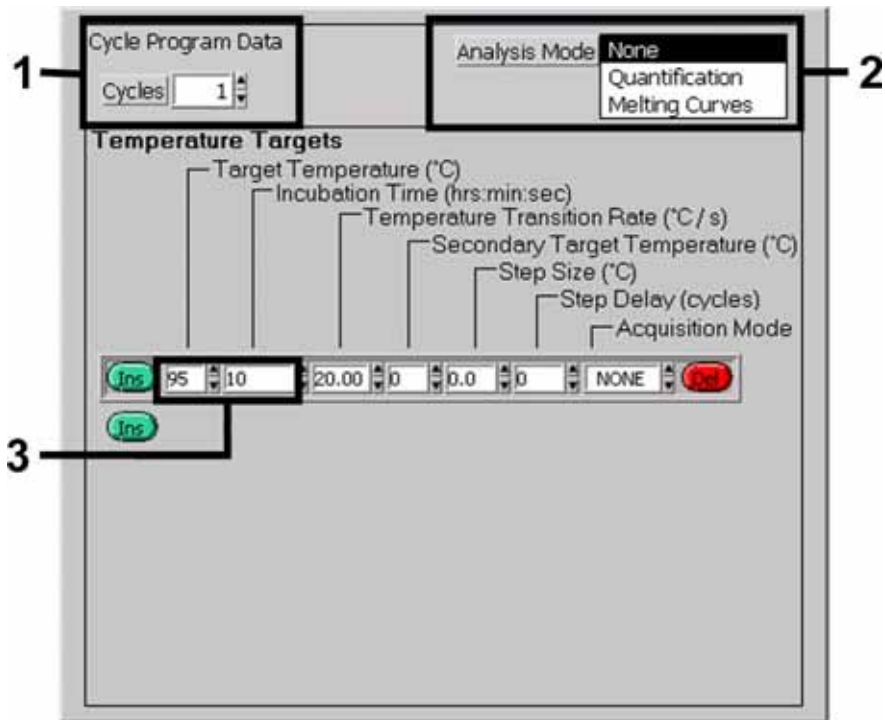 Cycle Program Data
Cycles 1
1
Analysis Mode None
Quantification
Melting Curves
2
Temperature Targets
Target Temperature (°C)
Incubation Time (hrs:min:sec)
Temperature Transition Rate (°C / s)
Secondary Target Temperature (°C)
Step Size (°C)
Step Delay (cycles)
Acquisition Mode
Ins 95 10 20.00 0 0.0 0 NONE Del
Ins
3